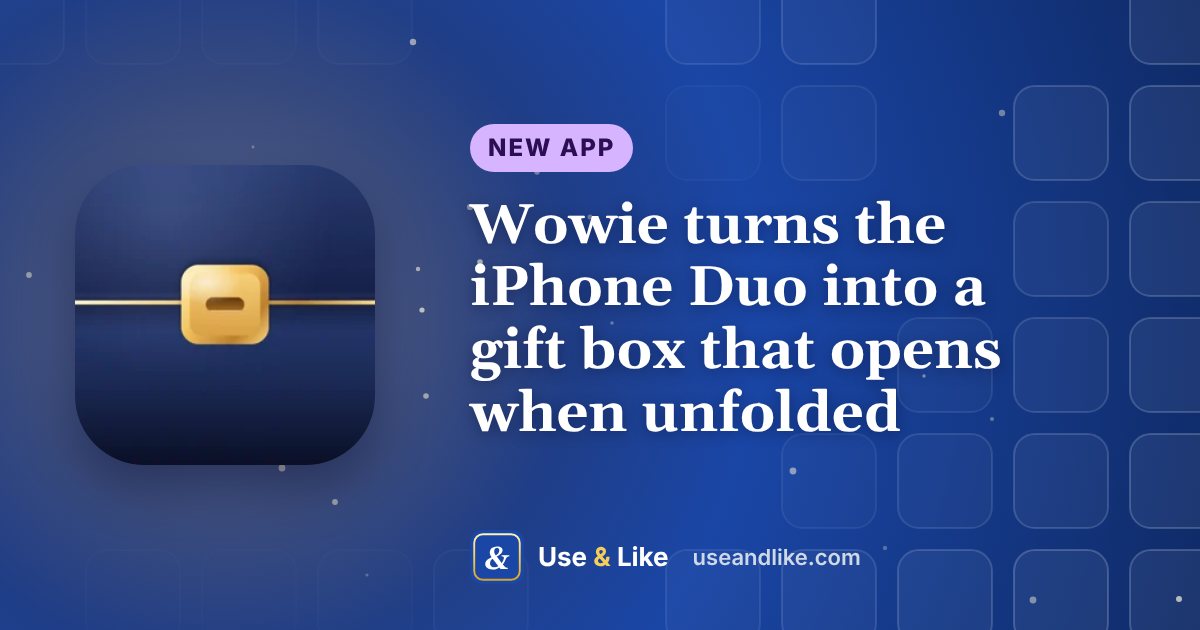 NEW APP
Wowie turns the
iPhone Duo into a
gift box that opens
when unfolded
& Use & Like useandlike.com